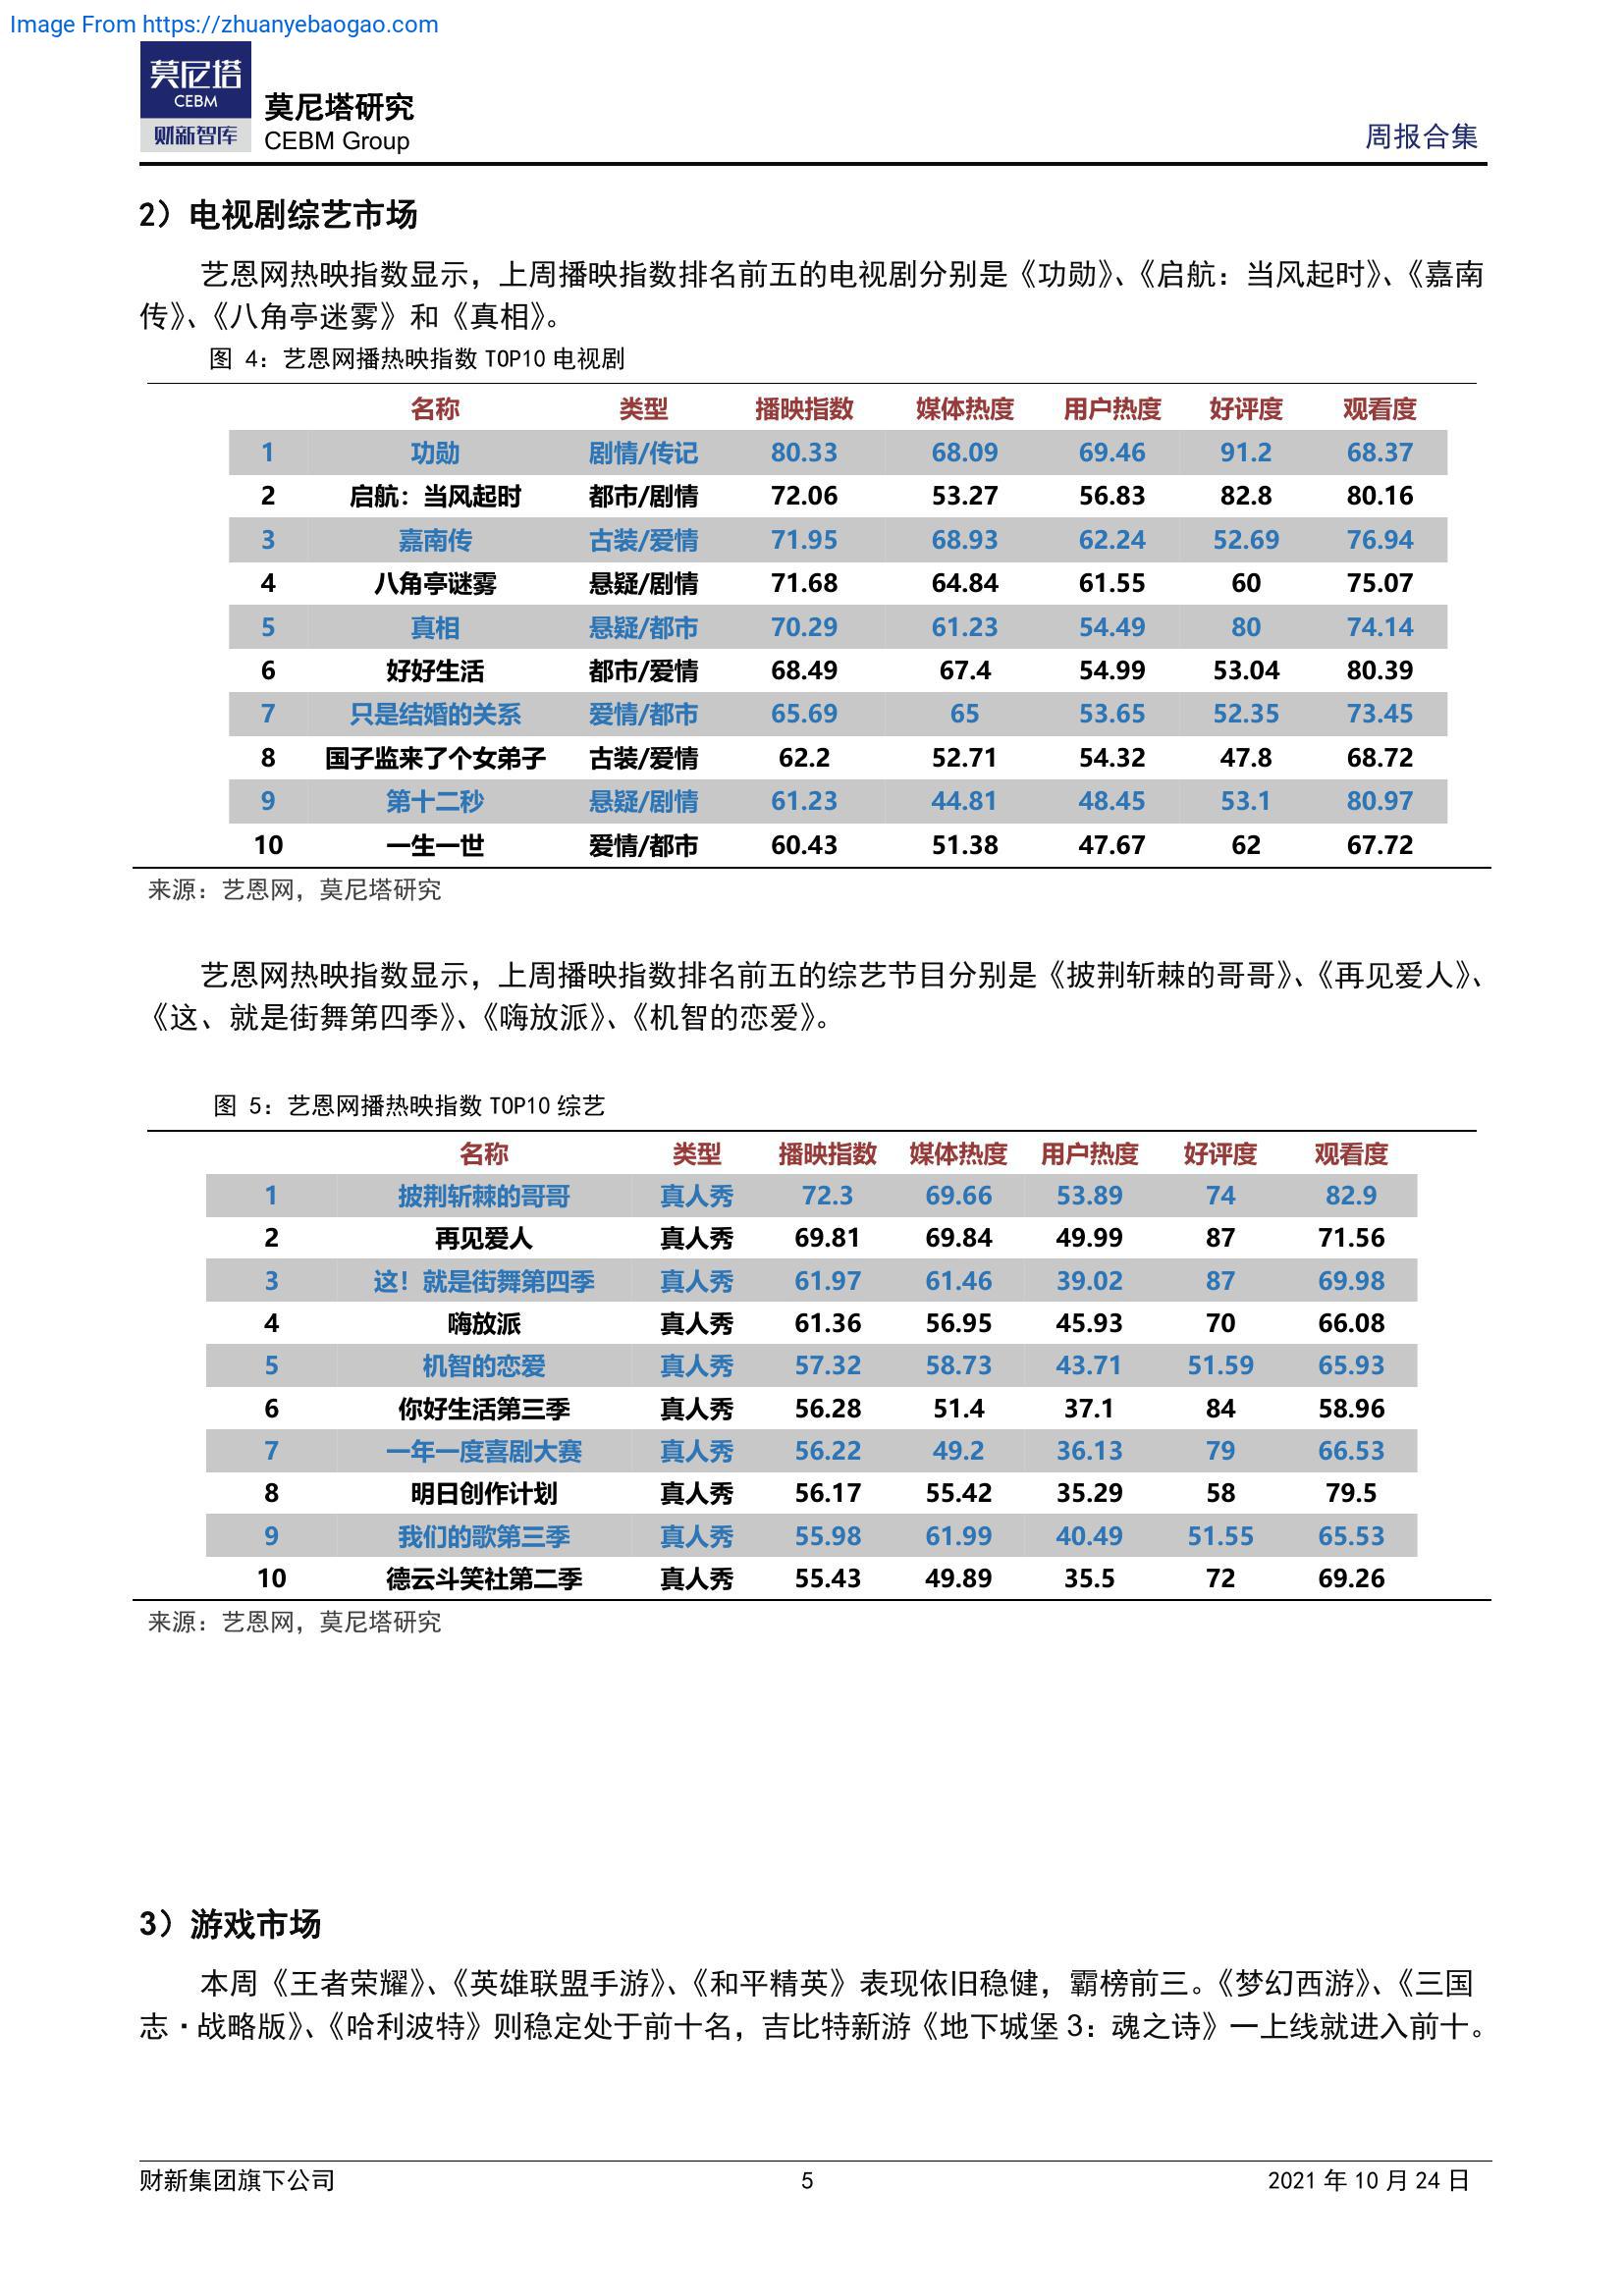 Image From https://zhuanyebaogao.com
莫尼塔
CEBM
财新智库
莫尼塔研究
CEBM Group
周报合集
2）电视剧综艺市场
艺恩网热映指数显示，上周播映指数排名前五的电视剧分别是《功勋》、《启航：当风起时》、《嘉南
传》、《八角亭迷雾》和《真相》。
图 4：艺恩网播热映指数 TOP10 电视剧
名称 类型 播映指数 媒体热度 用户热度 好评度 观看度
1 功勋 剧情/传记 80.33 68.09 69.46 91.2 68.37
2 启航：当风起时 都市/剧情 72.06 53.27 56.83 82.8 80.16
3 嘉南传 古装/爱情 71.95 68.93 62.24 52.69 76.94
4 八角亭谜雾 悬疑/剧情 71.68 64.84 61.55 60 75.07
5 真相 悬疑/都市 70.29 61.23 54.49 80 74.14
6 好好生活 都市/爱情 68.49 67.4 54.99 53.04 80.39
7 只是结婚的关系 爱情/都市 65.69 65 53.65 52.35 73.45
8 国子监来了个女弟子 古装/爱情 62.2 52.71 54.32 47.8 68.72
9 第十二秒 悬疑/剧情 61.23 44.81 48.45 53.1 80.97
10 一生一世 爱情/都市 60.43 51.38 47.67 62 67.72
来源：艺恩网，莫尼塔研究
艺恩网热映指数显示，上周播映指数排名前五的综艺节目分别是《披荆斩棘的哥哥》、《再见爱人》、
《这、就是街舞第四季》、《嗨放派》、《机智的恋爱》。
图 5：艺恩网播热映指数 TOP10 综艺
名称 类型 播映指数 媒体热度 用户热度 好评度 观看度
1 披荆斩棘的哥哥 真人秀 72.3 69.66 53.89 74 82.9
2 再见爱人 真人秀 69.81 69.84 49.99 87 71.56
3 这！就是街舞第四季 真人秀 61.97 61.46 39.02 87 69.98
4 嗨放派 真人秀 61.36 56.95 45.93 70 66.08
5 机智的恋爱 真人秀 57.32 58.73 43.71 51.59 65.93
6 你好生活第三季 真人秀 56.28 51.4 37.1 84 58.96
7 一年一度喜剧大赛 真人秀 56.22 49.2 36.13 79 66.53
8 明日创作计划 真人秀 56.17 55.42 35.29 58 79.5
9 我们的歌第三季 真人秀 55.98 61.99 40.49 51.55 65.53
10 德云斗笑社第二季 真人秀 55.43 49.89 35.5 72 69.26
来源：艺恩网，莫尼塔研究
3）游戏市场
本周《王者荣耀》、《英雄联盟手游》、《和平精英》表现依旧稳健，霸榜前三。《梦幻西游》、《三国
志·战略版》、《哈利波特》则稳定处于前十名，吉比特新游《地下城堡 3：魂之诗》一上线就进入前十。
财新集团旗下公司 5 2021 年 10 月 24 日